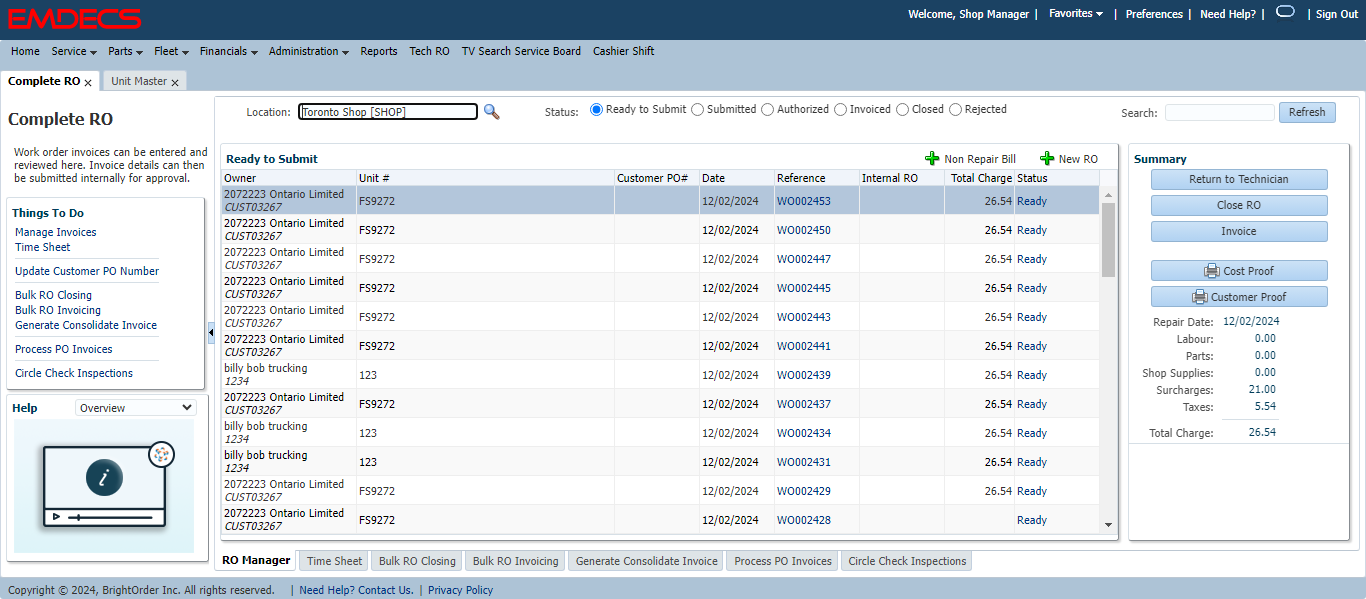 EMDECS
Welcome, Shop Manager | Favorites | Preferences | Need Help? | | Sign Out
Home Service Parts Fleet Financials Administration Reports Tech RO TV Search Service Board Cashier Shift
Complete RO x Unit Master x
Complete RO
Work order invoices can be entered and
reviewed here. Invoice details can then
be submitted internally for approval.
Things To Do
Manage Invoices
Time Sheet
Update Customer PO Number
Bulk RO Closing
Bulk RO Invoicing
Generate Consolidate Invoice
Process PO Invoices
Circle Check Inspections
Help Overview
i
Location: Toronto Shop [SHOP] Status: Ready to Submit Submitted Authorized Invoiced Closed Rejected Search: Refresh
Ready to Submit Non Repair Bill New RO
Owner Unit # Customer PO# Date Reference Internal RO Total Charge Status
2072223 Ontario Limited
CUST03267 FS9272 12/02/2024 WO002453 26.54 Ready
2072223 Ontario Limited
CUST03267 FS9272 12/02/2024 WO002450 26.54 Ready
2072223 Ontario Limited
CUST03267 FS9272 12/02/2024 WO002447 26.54 Ready
2072223 Ontario Limited
CUST03267 FS9272 12/02/2024 WO002445 26.54 Ready
2072223 Ontario Limited
CUST03267 FS9272 12/02/2024 WO002443 26.54 Ready
2072223 Ontario Limited
CUST03267 FS9272 12/02/2024 WO002441 26.54 Ready
billy bob trucking
1234 123 12/02/2024 WO002439 26.54 Ready
2072223 Ontario Limited
CUST03267 FS9272 12/02/2024 WO002437 26.54 Ready
billy bob trucking
1234 123 12/02/2024 WO002434 26.54 Ready
billy bob trucking
1234 123 12/02/2024 WO002431 26.54 Ready
2072223 Ontario Limited
CUST03267 FS9272 12/02/2024 WO002429 26.54 Ready
2072223 Ontario Limited
CUST03267 FS9272 12/02/2024 WO002428 Ready
Summary
Return to Technician
Close RO
Invoice
Cost Proof
Customer Proof
Repair Date: 12/02/2024
Labour: 0.00
Parts: 0.00
Shop Supplies: 0.00
Surcharges: 21.00
Taxes: 5.54
Total Charge: 26.54
RO Manager Time Sheet Bulk RO Closing Bulk RO Invoicing Generate Consolidate Invoice Process PO Invoices Circle Check Inspections
Copyright © 2024, BrightOrder Inc. All rights reserved. | Need Help? Contact Us. | Privacy Policy